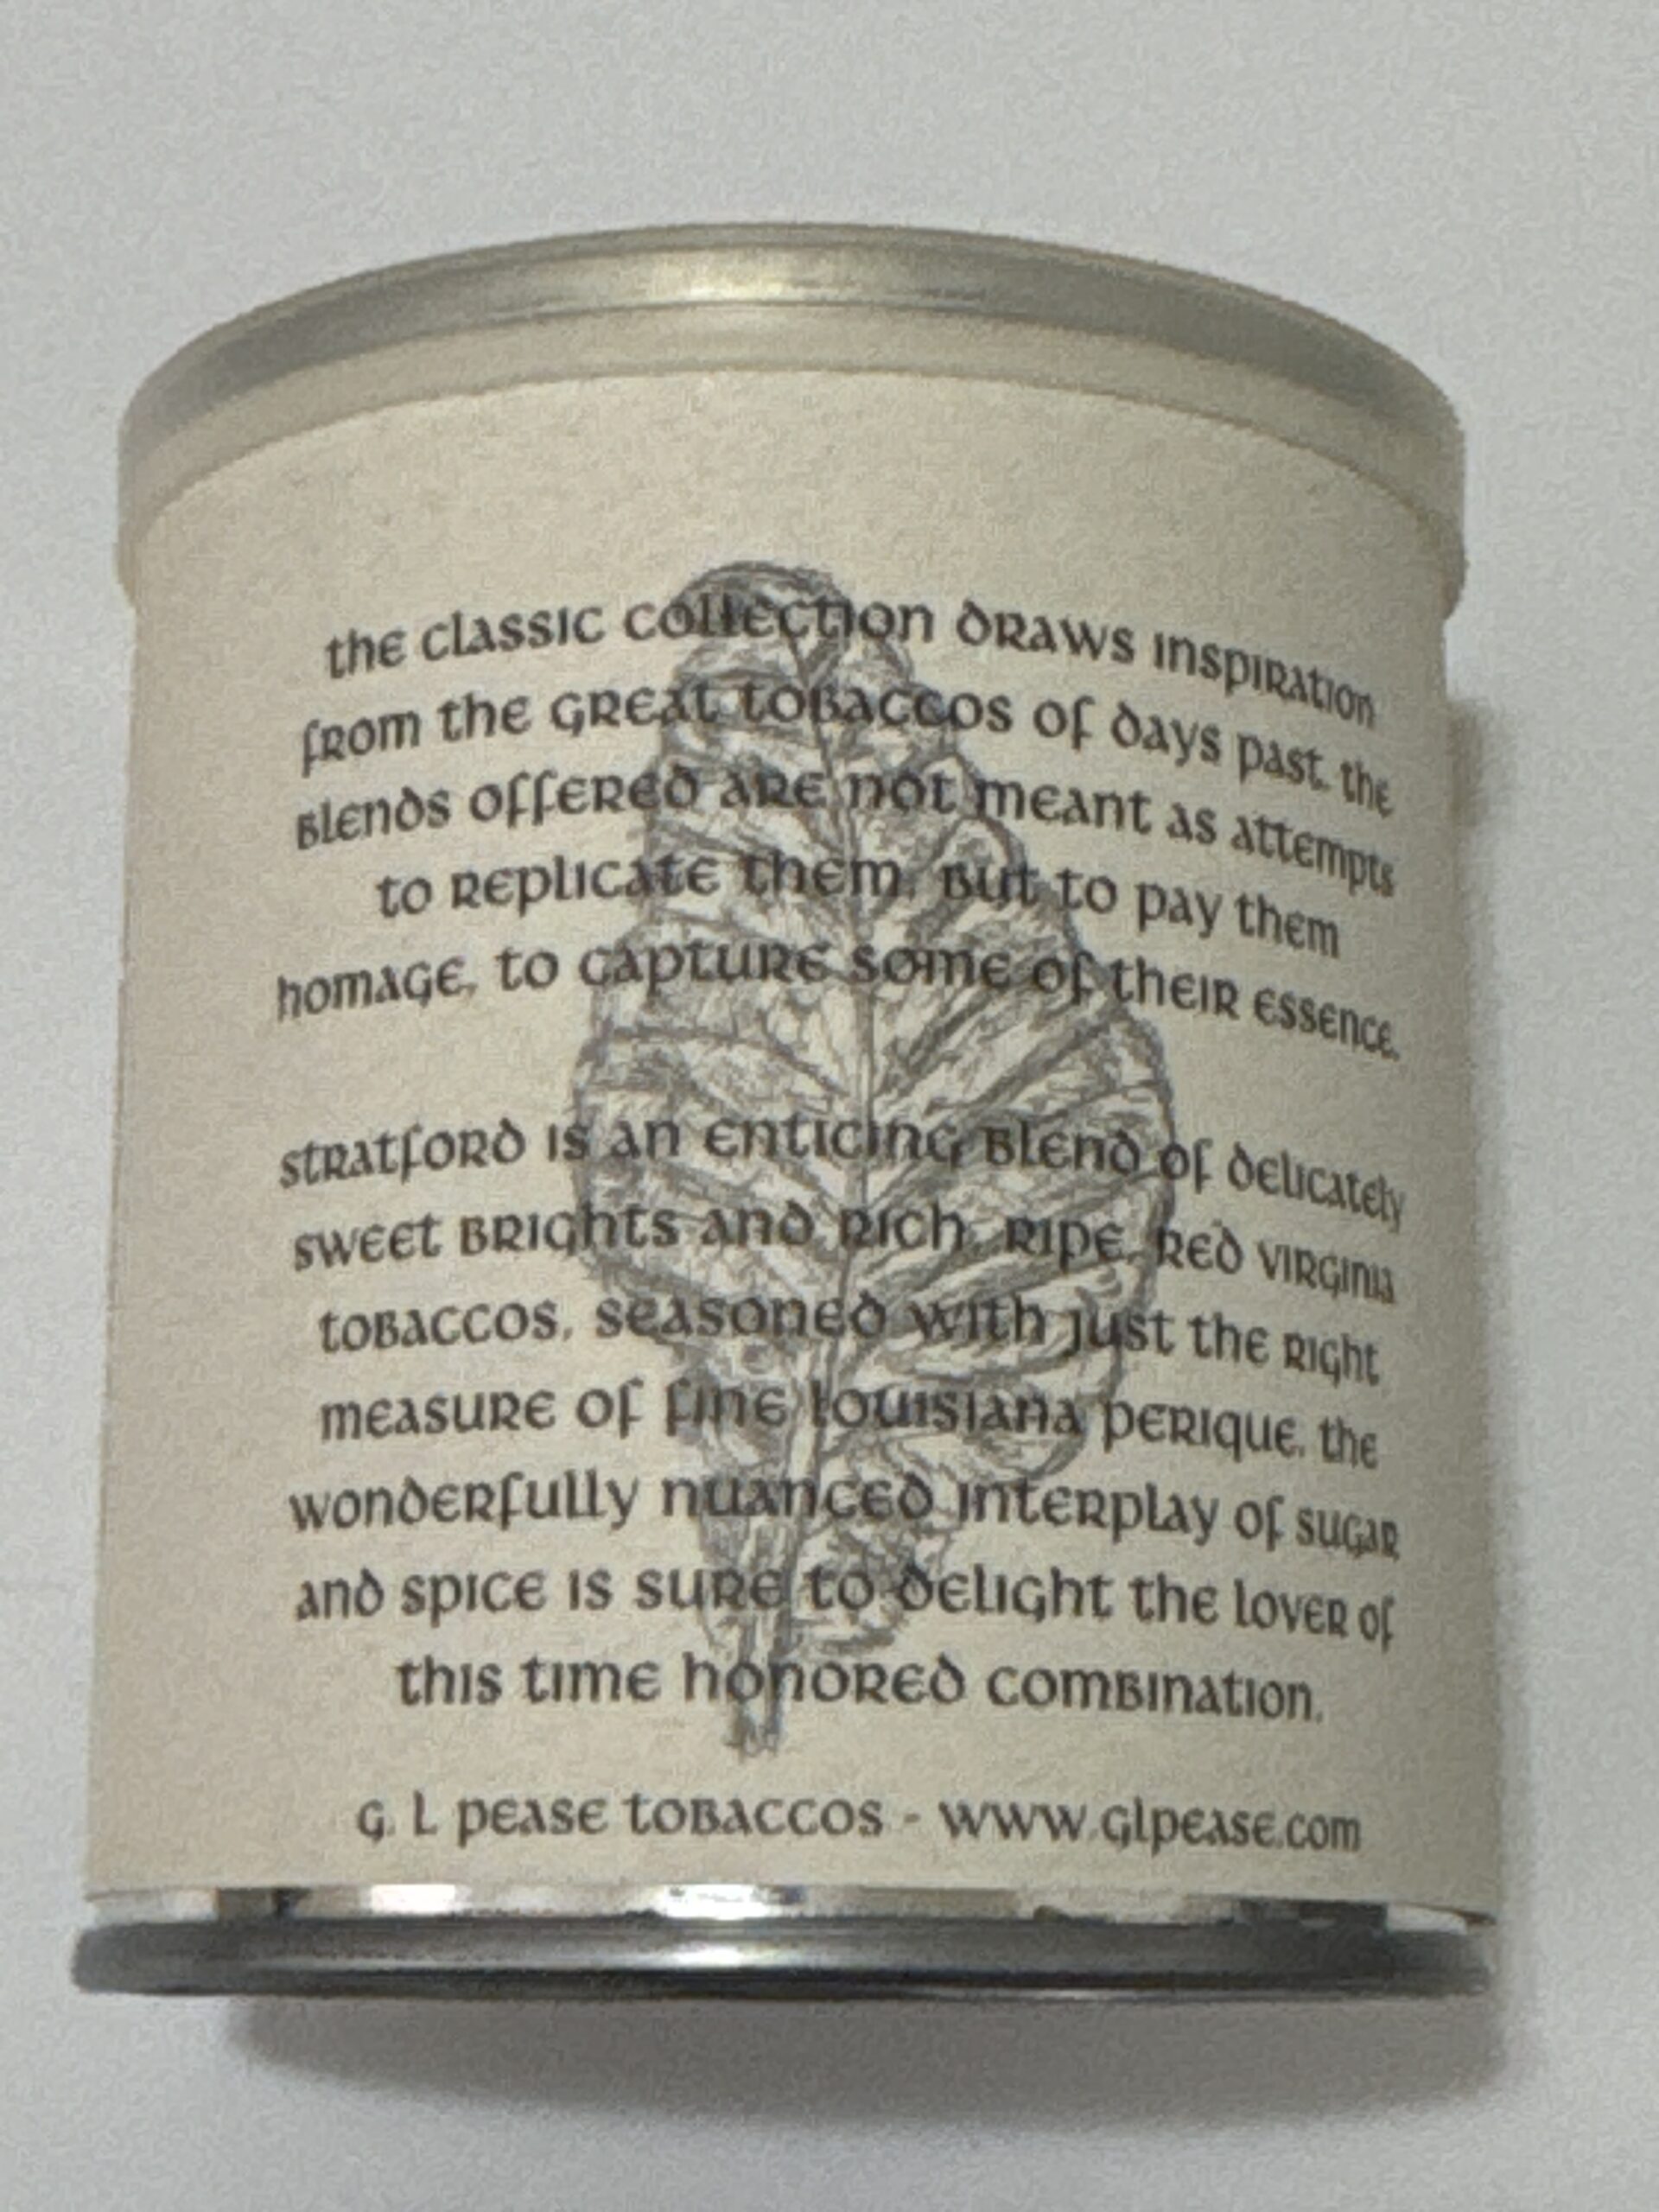 the classic collection draws inspiration
from the great tobaccos of days past. the
blends offered are not meant as attempts
to replicate them, but to pay them
homage, to capture some of their essence.
stratford is an enticing blend of delicately
sweet brights and rich, ripe, red virginia
tobaccos, seasoned with just the right
measure of fine louisiana perique. the
wonderfully nuanced interplay of sugar
and spice is sure to delight the lover of
this time honored combination.
g. l pease tobaccos - www.glpease.com